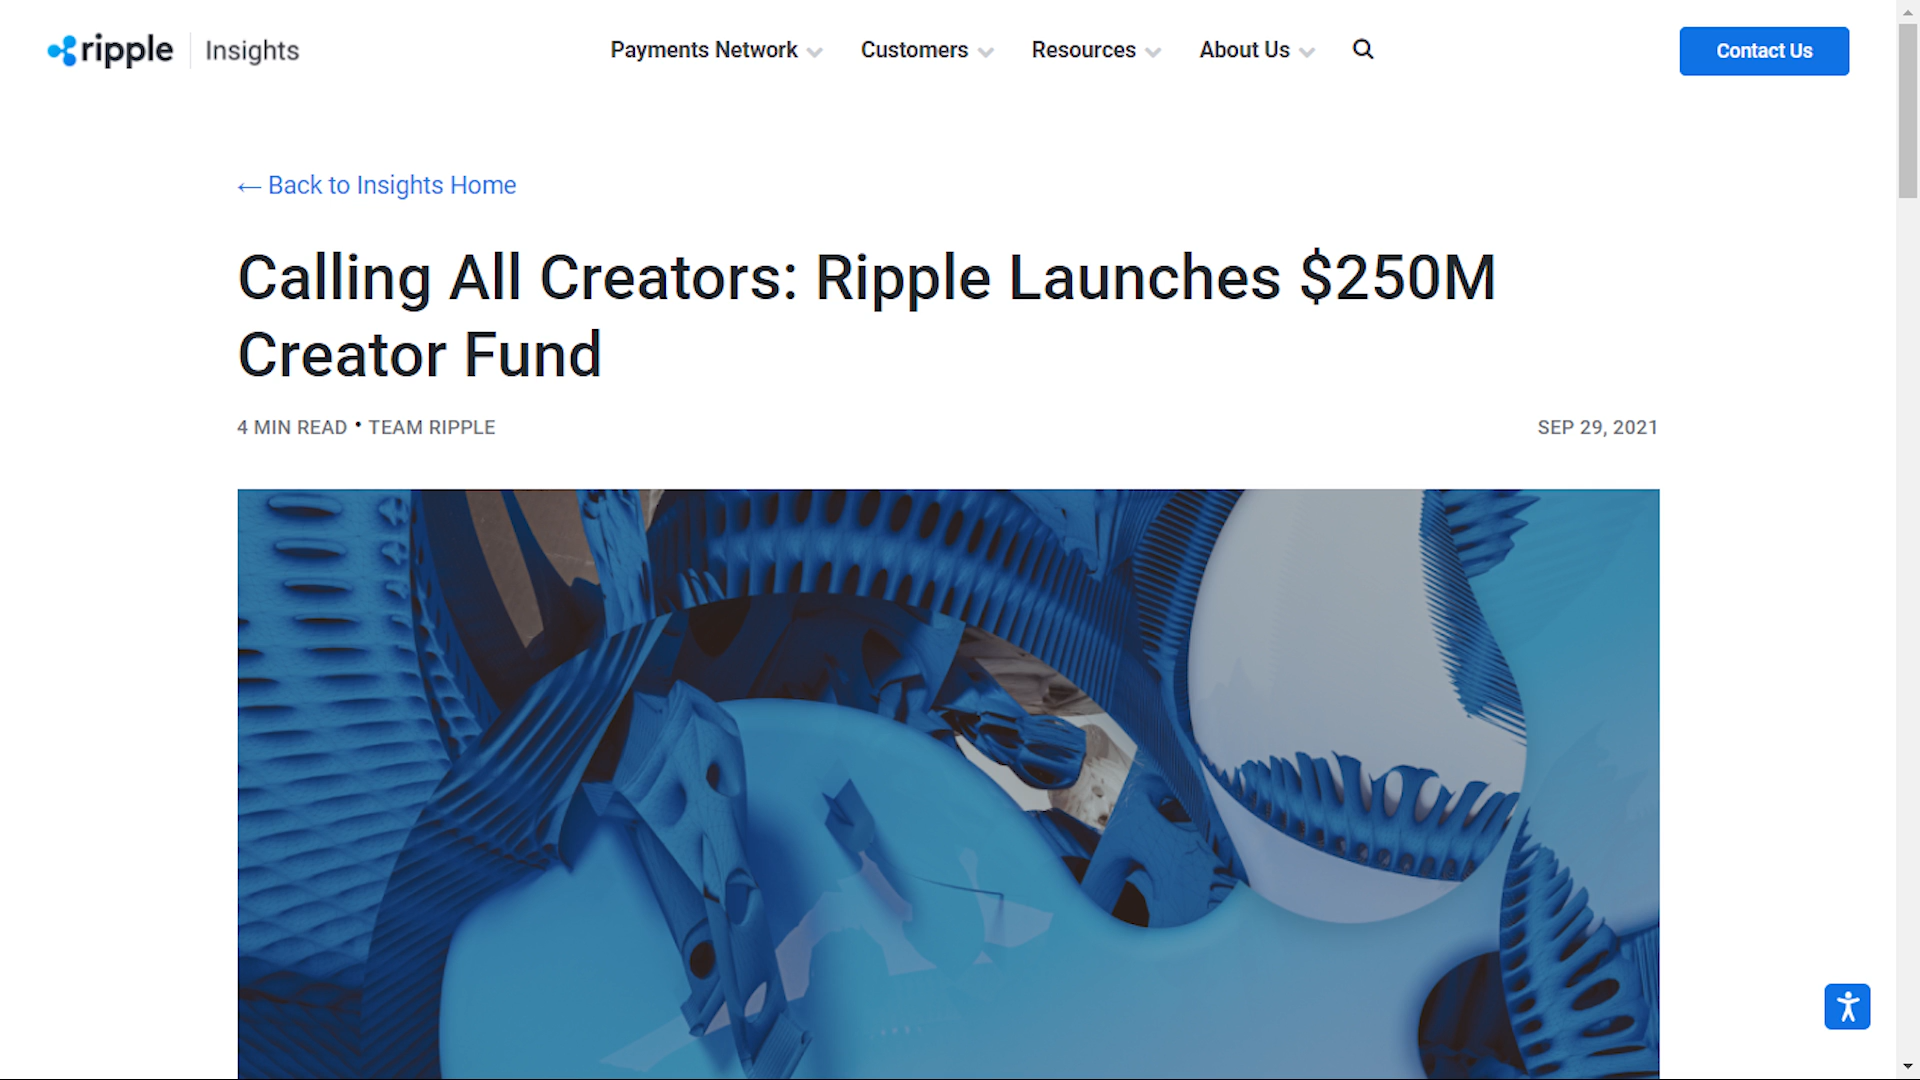 ripple Insights
Payments Network Customers Resources About Us
Contact Us
← Back to Insights Home
Calling All Creators: Ripple Launches $250M
Creator Fund
4 MIN READ • TEAM RIPPLE
SEP 29, 2021